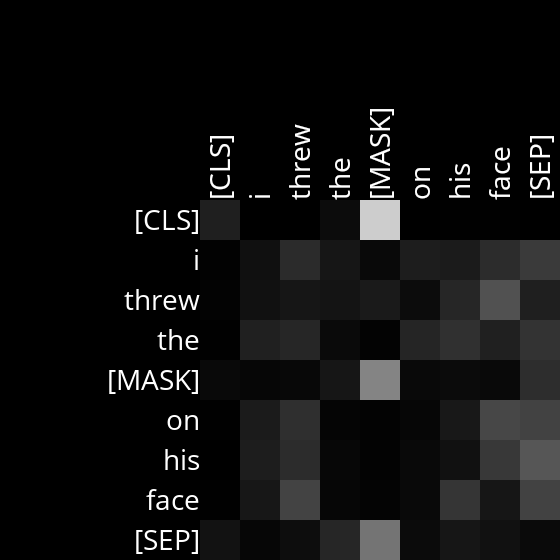 [CLS] i threw the [MASK] on his face [SEP]
[CLS]
i
threw
the
[MASK]
on
his
face
[SEP]